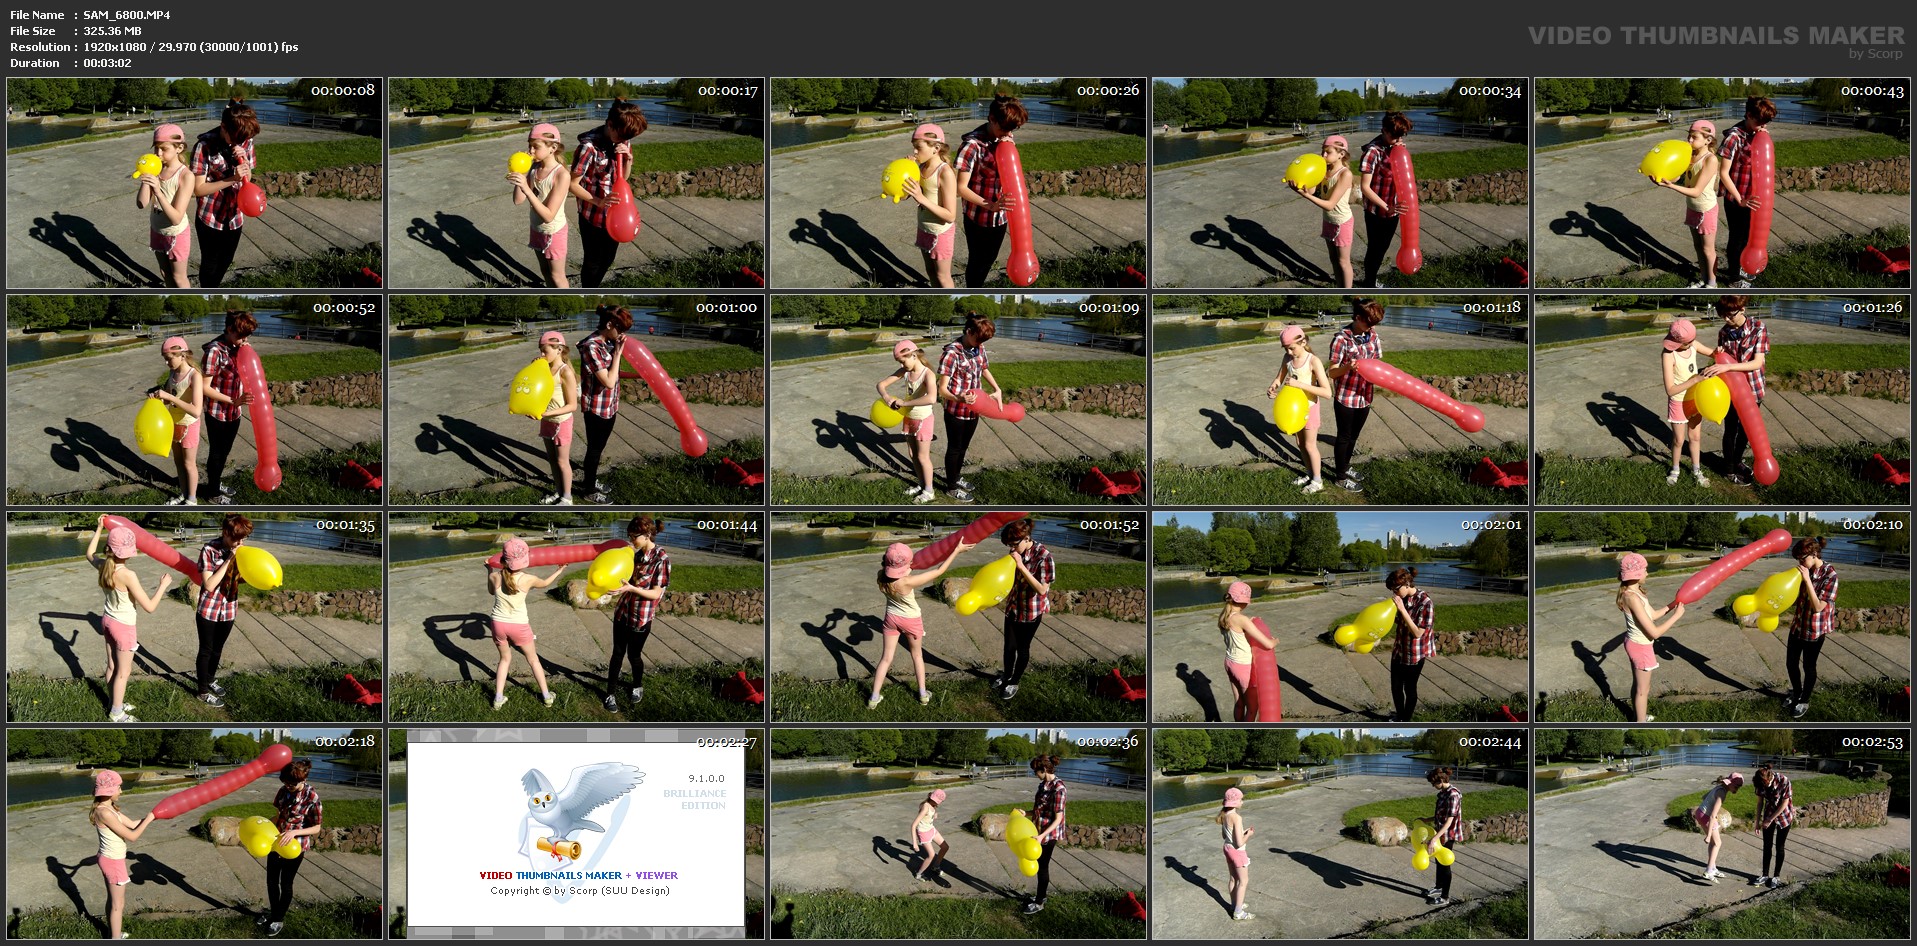 File Name : SAM_6800.MP4
File Size : 325.36 MB
Resolution : 1920x1080 / 29.970 (30000/1001) fps
Duration : 00:03:02
VIDEO THUMBNAILS MAKER
by Scorp
00:00:08
00:00:17
00:00:26
00:00:34
00:00:43
00:00:52
00:01:00
00:01:09
00:01:18
00:01:26
00:01:35
00:01:44
00:01:52
00:02:01
00:02:10
00:02:18
00:02:27
9.1.0.0
BRILLIANCE
EDITION
VIDEO THUMBNAILS MAKER + VIEWER
Copyright © by Scorp (SUU Design)
00:02:36
00:02:44
00:02:53